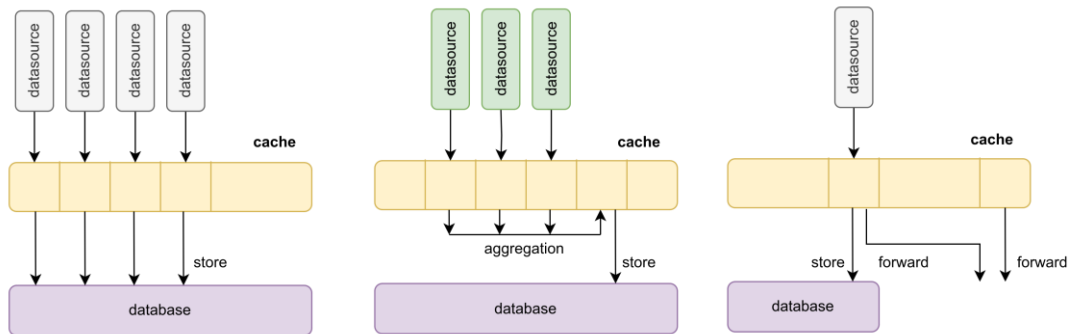 datasource
datasource
datasource
datasource
cache
store
database
datasource
datasource
datasource
cache
aggregation
store
database
datasource
cache
store
forward
forward
database